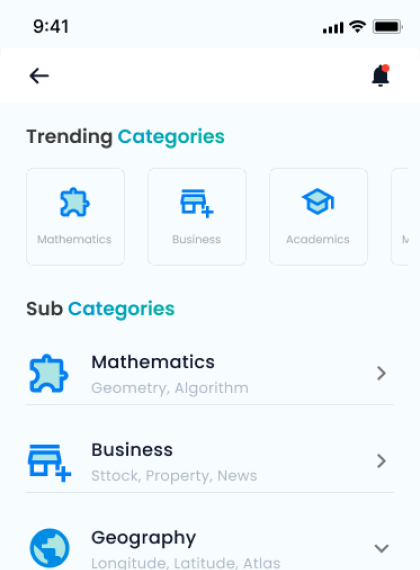 9:41
Trending Categories
Mathematics
Business
Academics
Sub Categories
Mathematics
Geometry, Algorithm
Business
Sttock, Property, News
Geography
Longitude, Latitude, Atlas